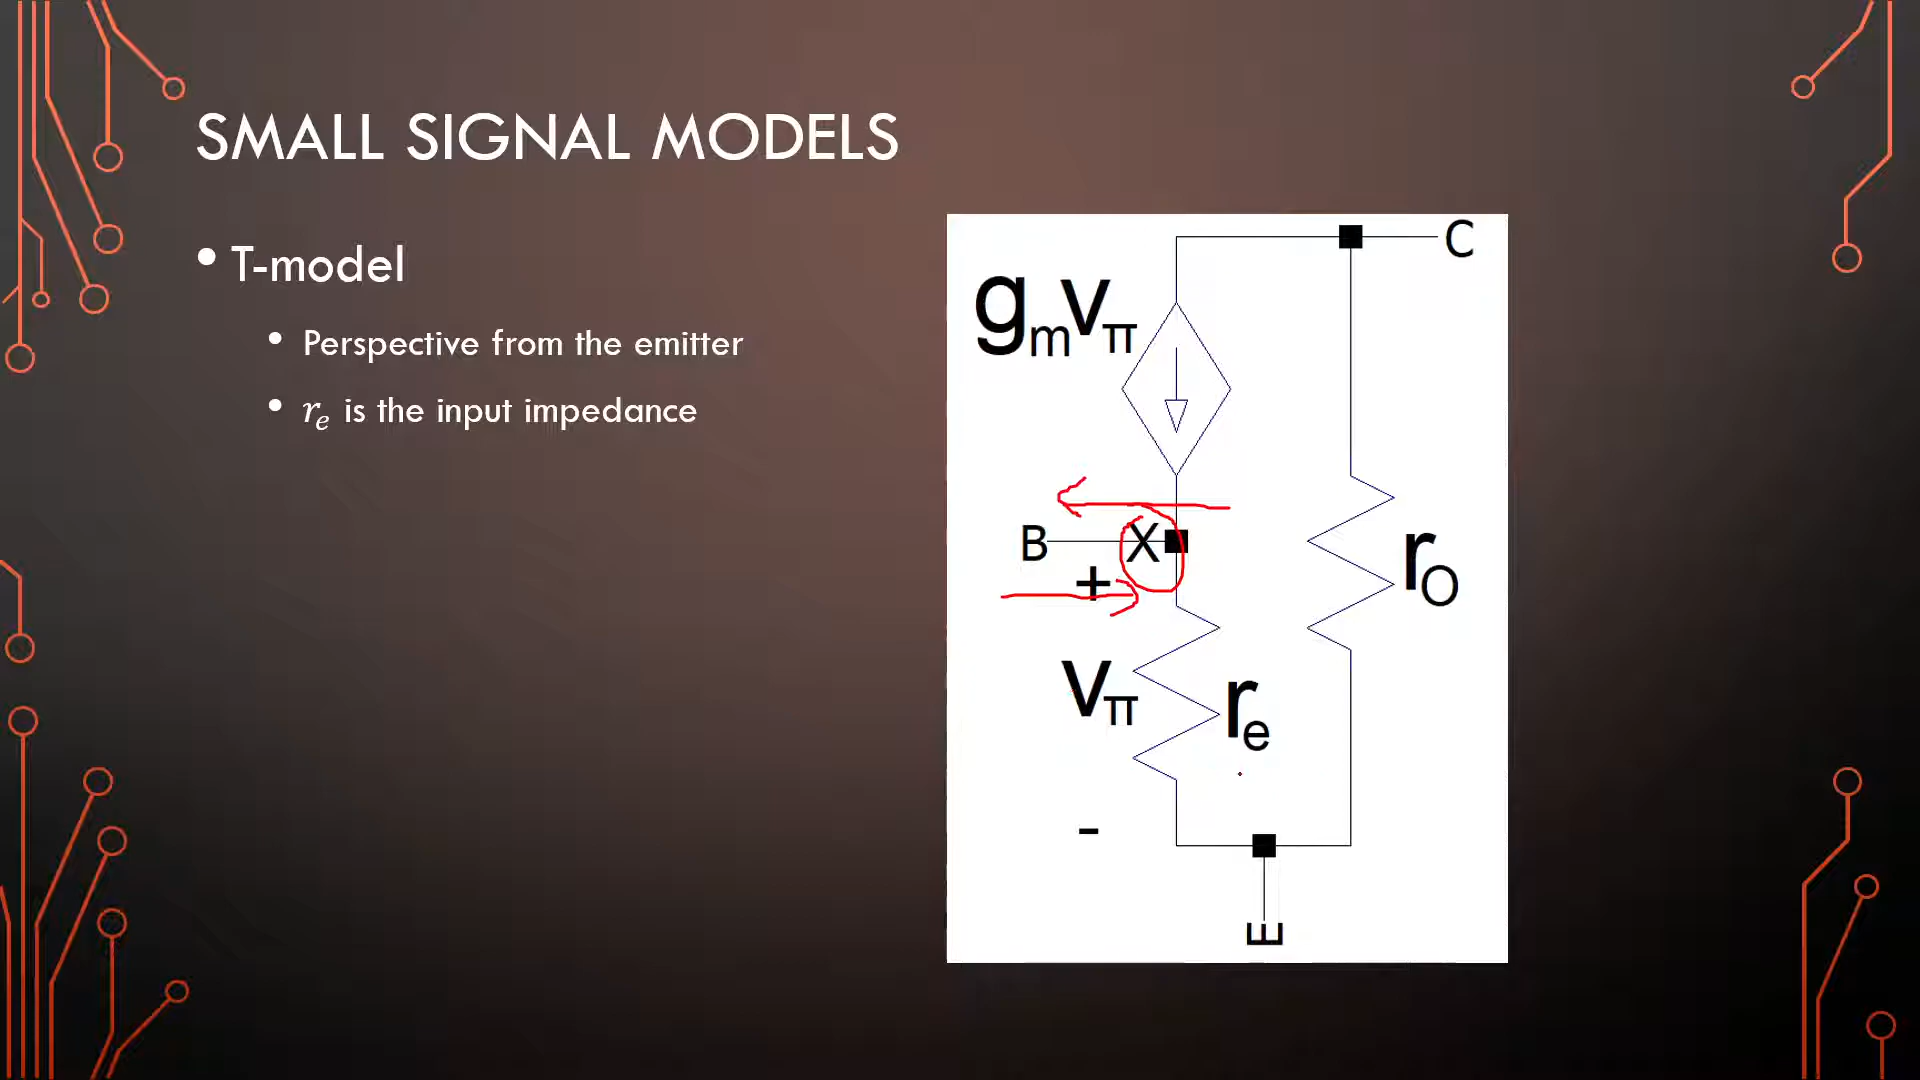 SMALL SIGNAL MODELS
• T-model
• Perspective from the emitter
• rₑ is the input impedance
C
gₘvπ
B
X
+
rO
vπ
rₑ
-
E